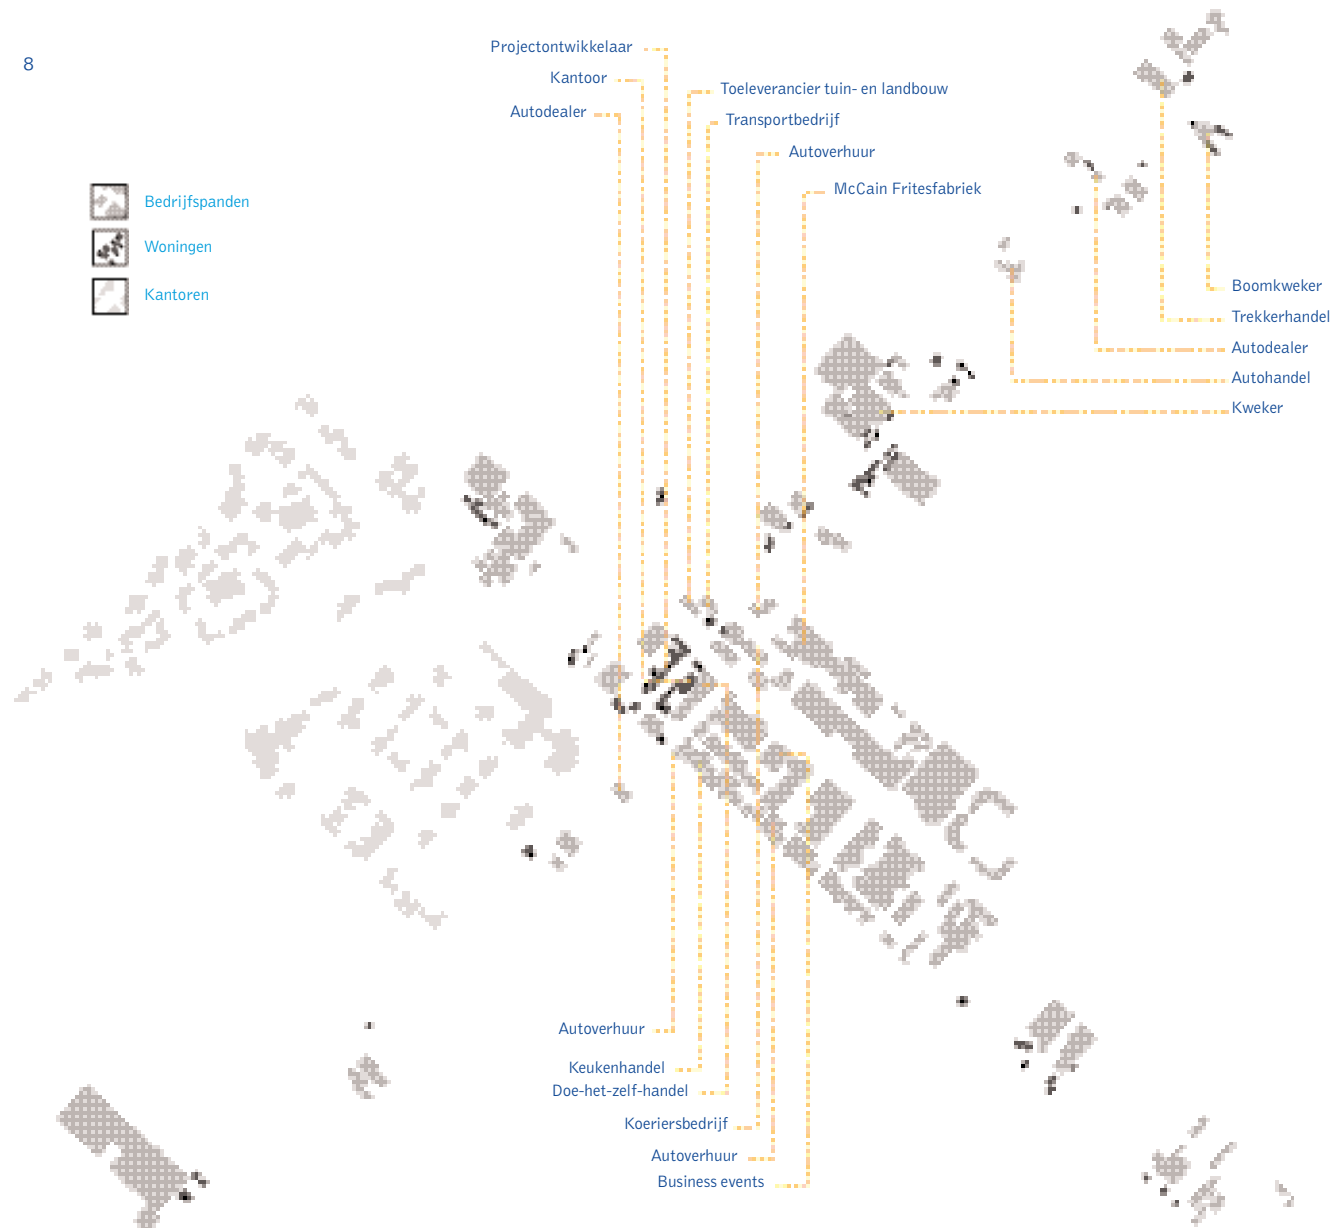 8
Projectontwikkelaar
Kantoor
Autodealer
Toeleverancier tuin- en landbouw
Transportbedrijf
Autoverhuur
McCain Fritesfabriek
Bedrijfspanden
Woningen
Kantoren
Boomkweker
Trekkerhandel
Autodealer
Autohandel
Kweker
Autoverhuur
Keukenhandel
Doe-het-zelf-handel
Koeriersbedrijf
Autoverhuur
Business events